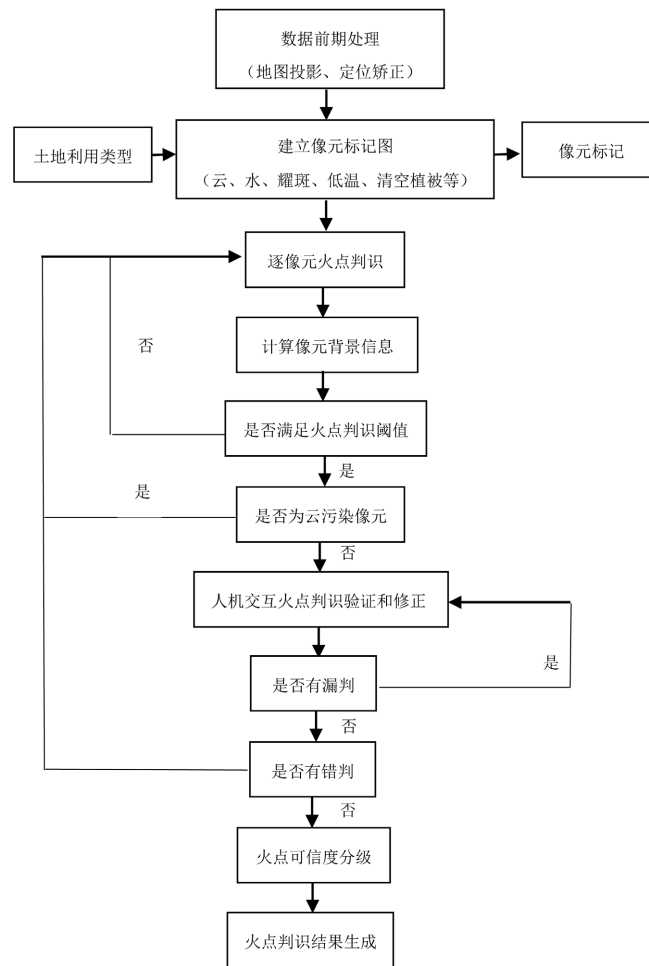 数据前期处理
（地图投影、定位矫正）
土地利用类型
建立像元标记图
（云、水、耀斑、低温、清空植被等）
像元标记
逐像元火点判识
否
计算像元背景信息
是否满足火点判识阈值
是
是
是否为云污染像元
否
人机交互火点判识验证和修正
是
是否有漏判
否
是否有错判
否
火点可信度分级
火点判识结果生成